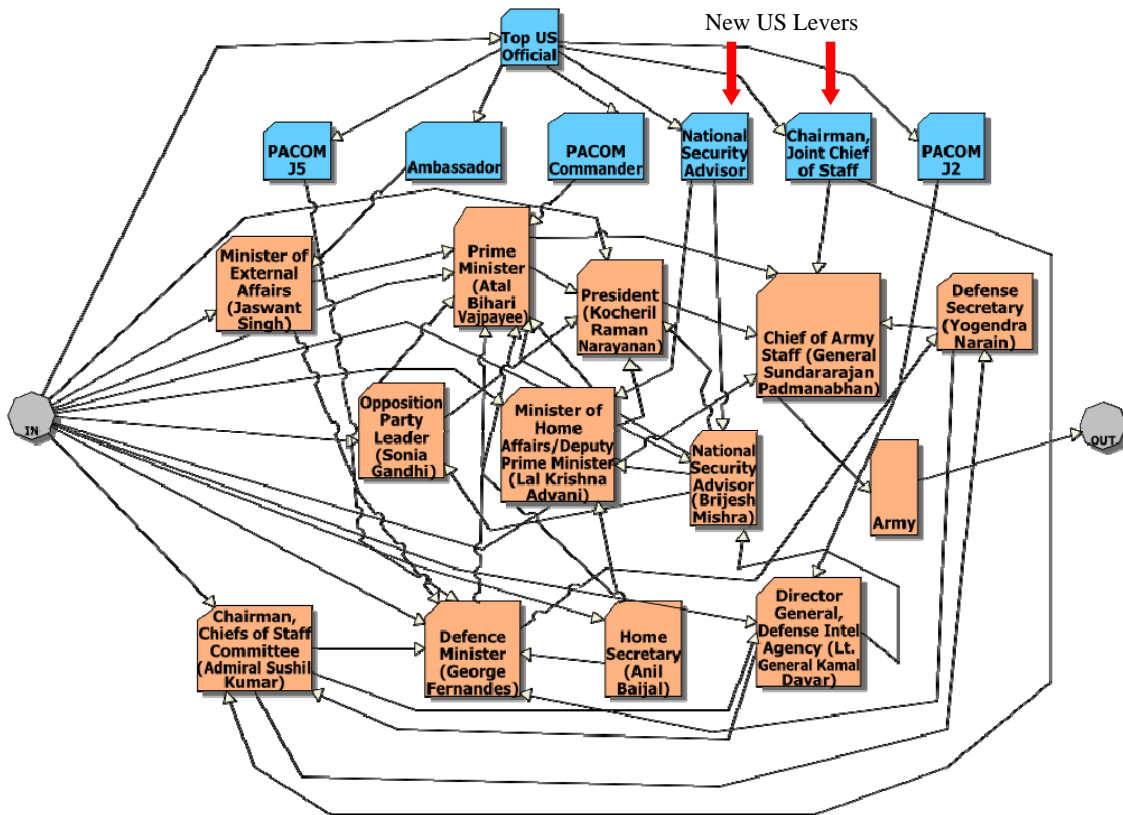 New US Levers
Top US
Official
PACOM
J5
Ambassador
PACOM
Commander
National
Security
Advisor
Chairman,
Joint Chief
of Staff
PACOM
J2
Minister of
External
Affairs
(Jaswant
Singh)
Prime
Minister
(Atal
Bihari
Vajpayee)
President
(Kocheril
Raman
Narayanan)
Chief of Army
Staff (General
Sundararajan
Padmanabhan)
Defense
Secretary
(Yogendra
Narain)
IN
Opposition
Party
Leader
(Sonia
Gandhi)
Minister of
Home
Affairs/Deputy
Prime Minister
(Lal Krishna
Advani)
National
Security
Advisor
(Brijesh
Mishra)
Army
OUT
Chairman,
Chiefs of Staff
Committee
(Admiral Sushil
Kumar)
Defence
Minister
(George
Fernandes)
Home
Secretary
(Anil
Baijal)
Director
General,
Defense Intel
Agency (Lt.
General Kamal
Davar)